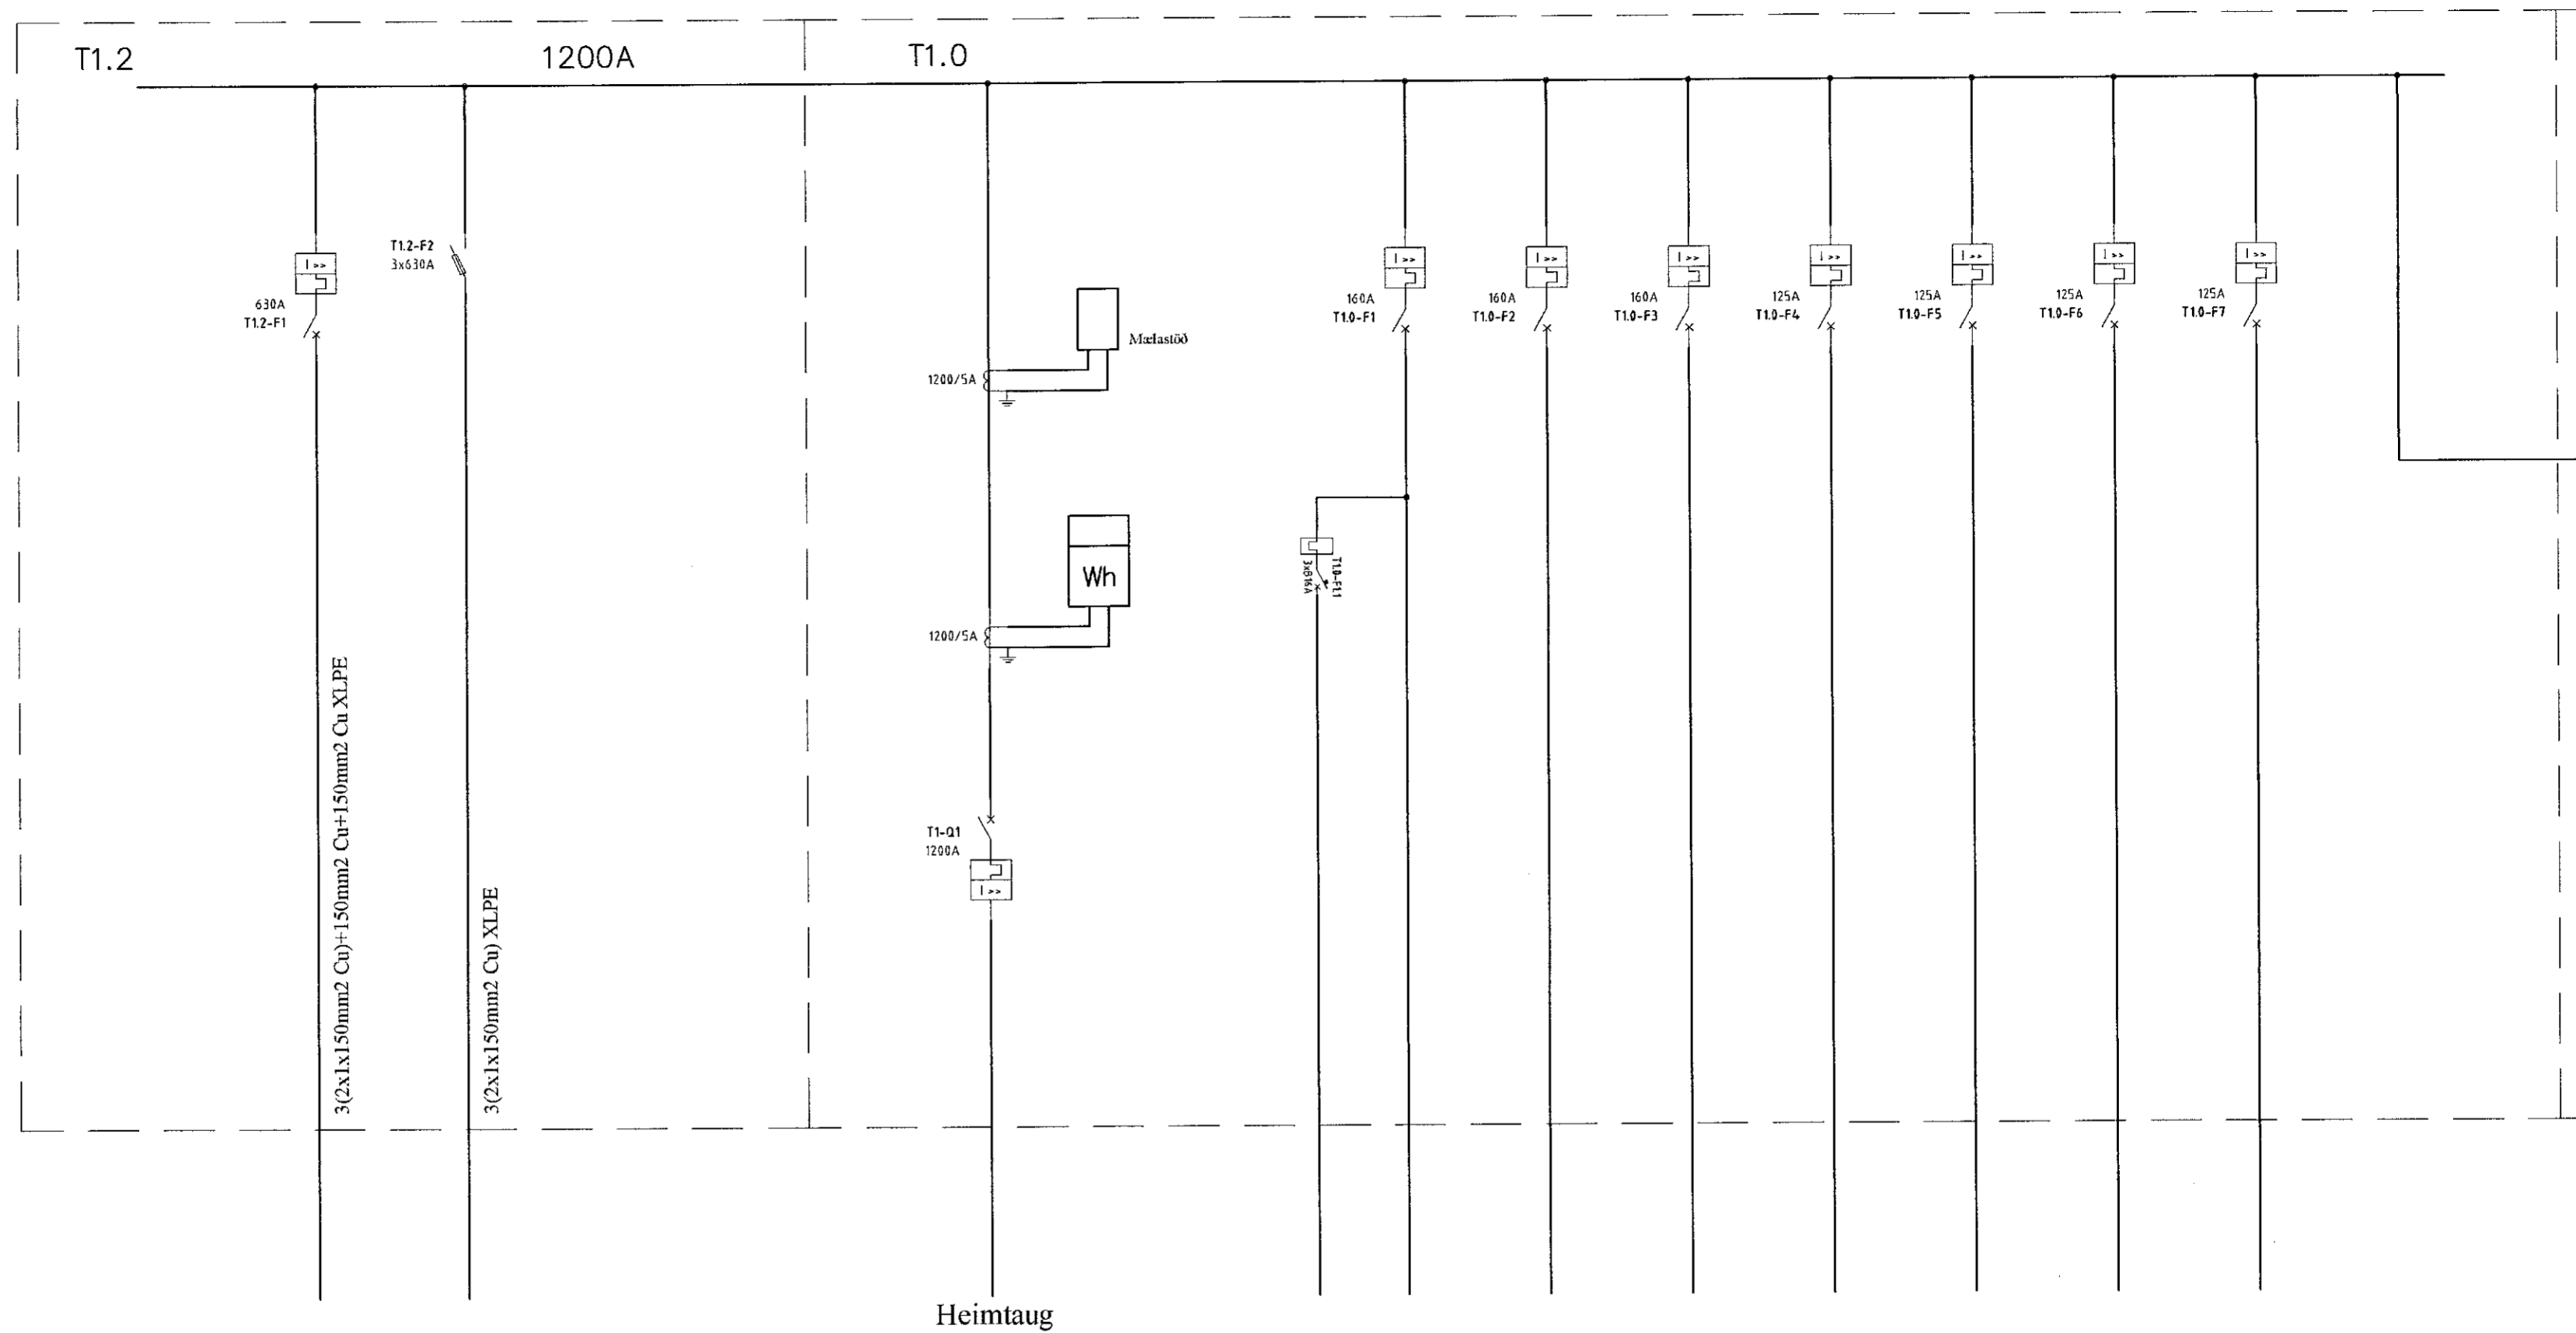 T1.2
1200A
T1.0
I >>
630A
T1.2-F1
T1.2-F2
3x630A
3(2x1x150mm2 Cu)+150mm2 Cu+150mm2 Cu XLPE
3(2x1x150mm2 Cu) XLPE
Mælastöð
1200/5A
Wh
1200/5A
T1-Q1
1200A
I >>
Heimtaug
I >>
160A
T1.0-F1
T1.0-F1.1
3xB16A
I >>
160A
T1.0-F2
I >>
160A
T1.0-F3
I >>
125A
T1.0-F4
I >>
125A
T1.0-F5
I >>
125A
T1.0-F6
I >>
125A
T1.0-F7